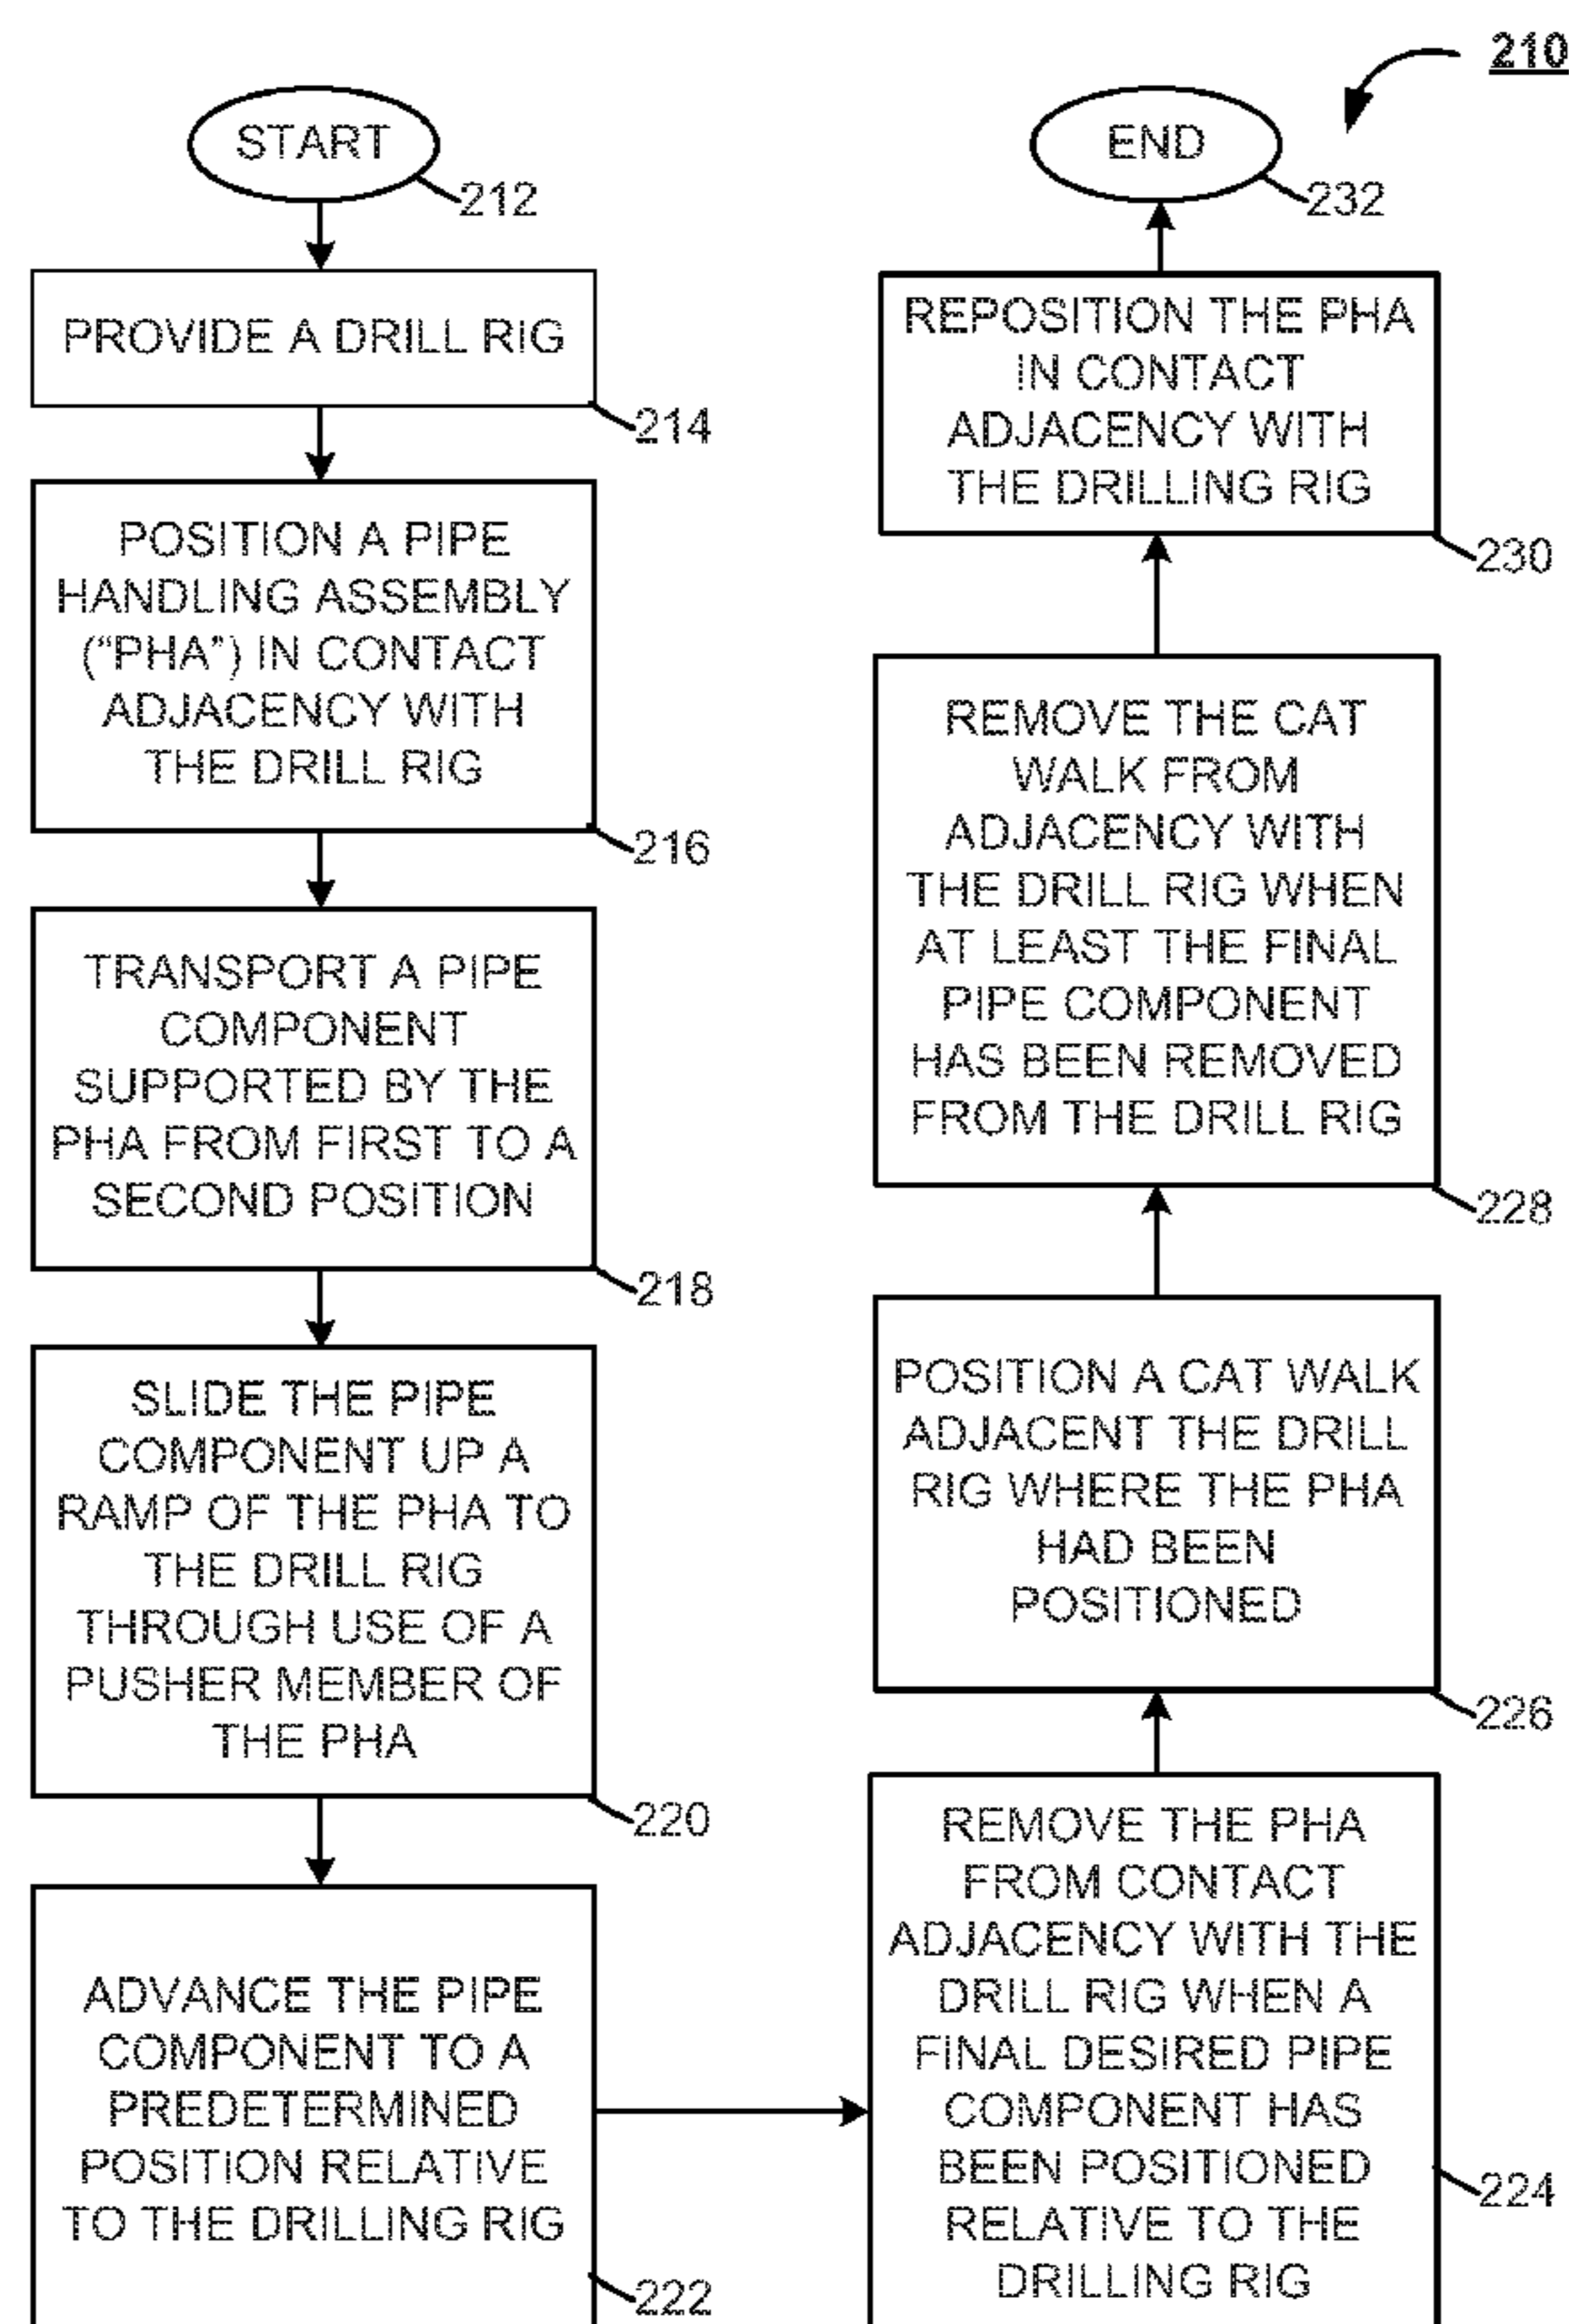 210
START
212
PROVIDE A DRILL RIG
214
POSITION A PIPE
HANDLING ASSEMBLY
(“PHA”) IN CONTACT
ADJACENCY WITH
THE DRILL RIG
216
TRANSPORT A PIPE
COMPONENT
SUPPORTED BY THE
PHA FROM FIRST TO A
SECOND POSITION
218
SLIDE THE PIPE
COMPONENT UP A
RAMP OF THE PHA TO
THE DRILL RIG
THROUGH USE OF A
PUSHER MEMBER OF
THE PHA
220
ADVANCE THE PIPE
COMPONENT TO A
PREDETERMINED
POSITION RELATIVE
TO THE DRILLING RIG
222
REMOVE THE PHA
FROM CONTACT
ADJACENCY WITH THE
DRILL RIG WHEN A
FINAL DESIRED PIPE
COMPONENT HAS
BEEN POSITIONED
RELATIVE TO THE
DRILLING RIG
224
POSITION A CAT WALK
ADJACENT THE DRILL
RIG WHERE THE PHA
HAD BEEN
POSITIONED
226
REMOVE THE CAT
WALK FROM
ADJACENCY WITH
THE DRILL RIG WHEN
AT LEAST THE FINAL
PIPE COMPONENT
HAS BEEN REMOVED
FROM THE DRILL RIG
228
REPOSITION THE PHA
IN CONTACT
ADJACENCY WITH
THE DRILLING RIG
230
END
232